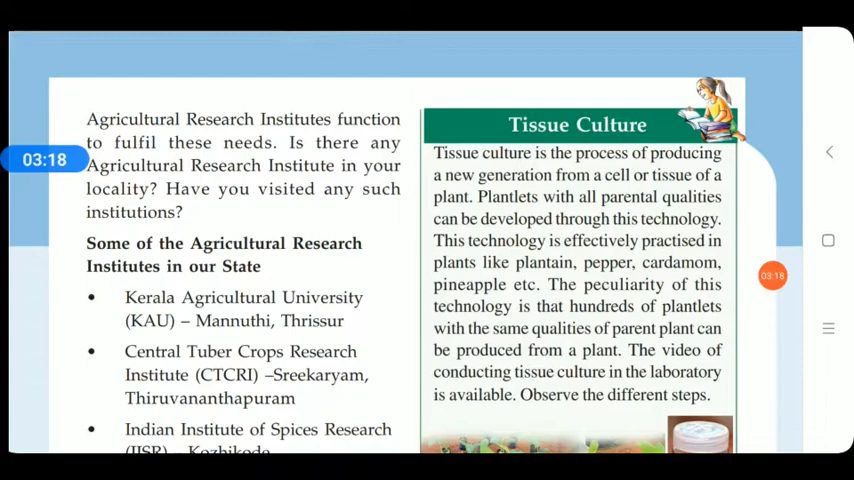 Agricultural Research Institutes function
to fulfil these needs. Is there any
Agricultural Research Institute in your
locality? Have you visited any such
institutions?
Some of the Agricultural Research
Institutes in our State
• Kerala Agricultural University
(KAU) – Mannuthi, Thrissur
• Central Tuber Crops Research
Institute (CTCRI) –Sreekaryam,
Thiruvananthapuram
• Indian Institute of Spices Research
(IISR) – Kozhikode
Tissue Culture
Tissue culture is the process of producing
a new generation from a cell or tissue of a
plant. Plantlets with all parental qualities
can be developed through this technology.
This technology is effectively practised in
plants like plantain, pepper, cardamom,
pineapple etc. The peculiarity of this
technology is that hundreds of plantlets
with the same qualities of parent plant can
be produced from a plant. The video of
conducting tissue culture in the laboratory
is available. Observe the different steps.
03:18
03:18